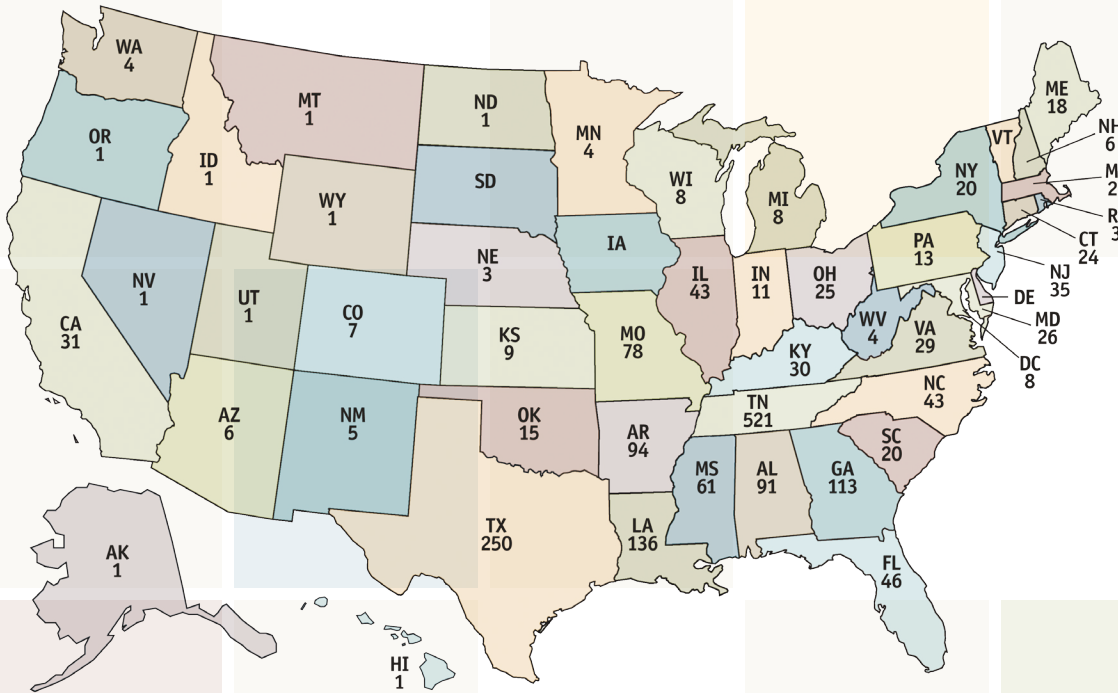 WA
4
MT
1
ND
1
MN
4
ME
18
OR
1
ID
1
VT
NH
6
SD
WI
8
MI
8
NY
20
M
2
WY
1
R
3
NE
3
IA
PA
13
CT
24
NV
1
UT
1
CO
7
IL
43
IN
11
OH
25
NJ
35
DE
CA
31
KS
9
MO
78
WV
4
VA
29
MD
26
KY
30
DC
8
AZ
6
NM
5
OK
15
AR
94
TN
521
NC
43
SC
20
MS
61
AL
91
GA
113
TX
250
LA
136
FL
46
AK
1
HI
1